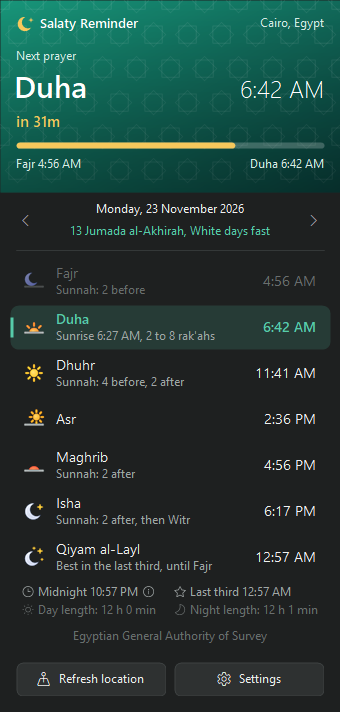 Salaty Reminder
Cairo, Egypt
Next prayer
Duha
6:42 AM
in 31m
Fajr 4:56 AM
Duha 6:42 AM
Monday, 23 November 2026
13 Jumada al-Akhirah, White days fast
Fajr
Sunnah: 2 before
4:56 AM
Duha
Sunrise 6:27 AM, 2 to 8 rak'ahs
6:42 AM
Dhuhr
Sunnah: 4 before, 2 after
11:41 AM
Asr
2:36 PM
Maghrib
Sunnah: 2 after
4:56 PM
Isha
Sunnah: 2 after, then Witr
6:17 PM
Qiyam al-Layl
Best in the last third, until Fajr
12:57 AM
Midnight 10:57 PM
Last third 12:57 AM
Day length: 12 h 0 min
Night length: 12 h 1 min
Egyptian General Authority of Survey
Refresh location
Settings